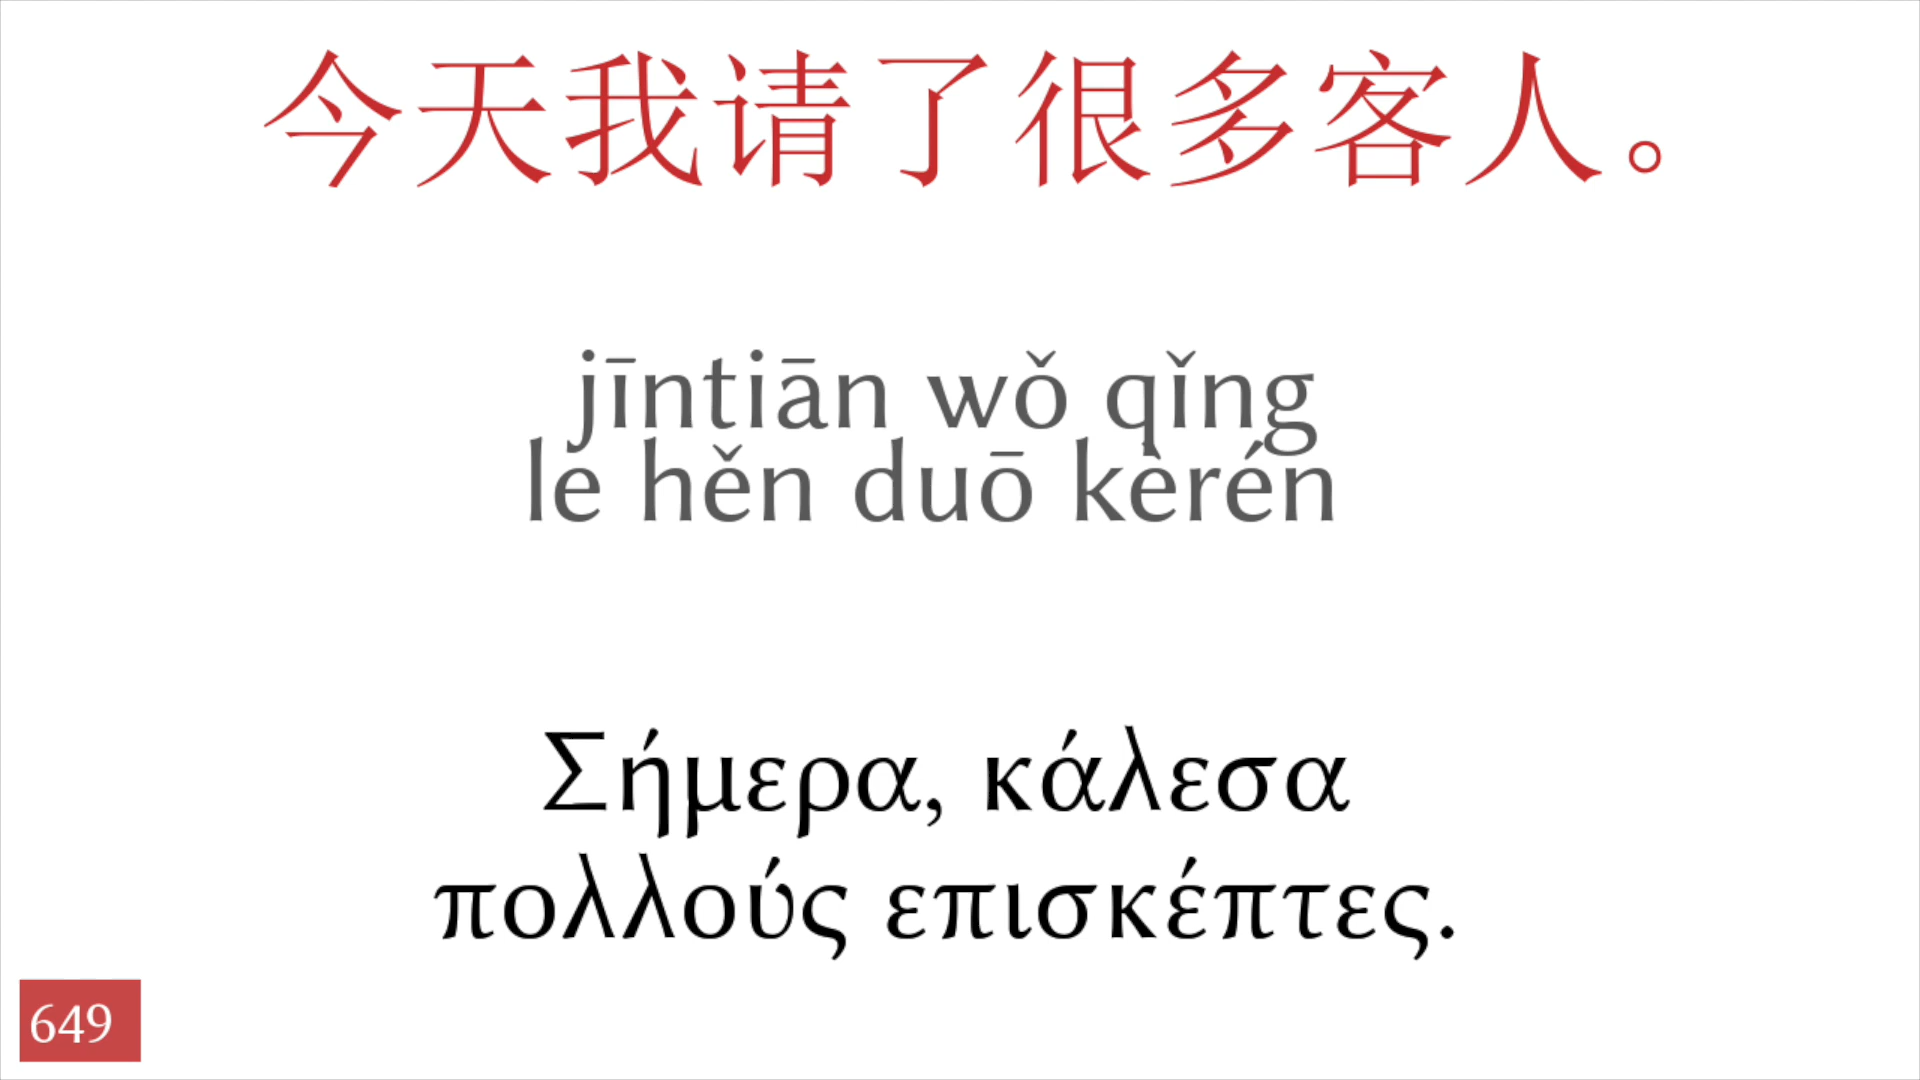 今天我请了很多客人。
jīntiān wǒ qǐng
le hěn duō kèrén
Σήμερα, κάλεσα
πολλούς επισκέπτες.
649